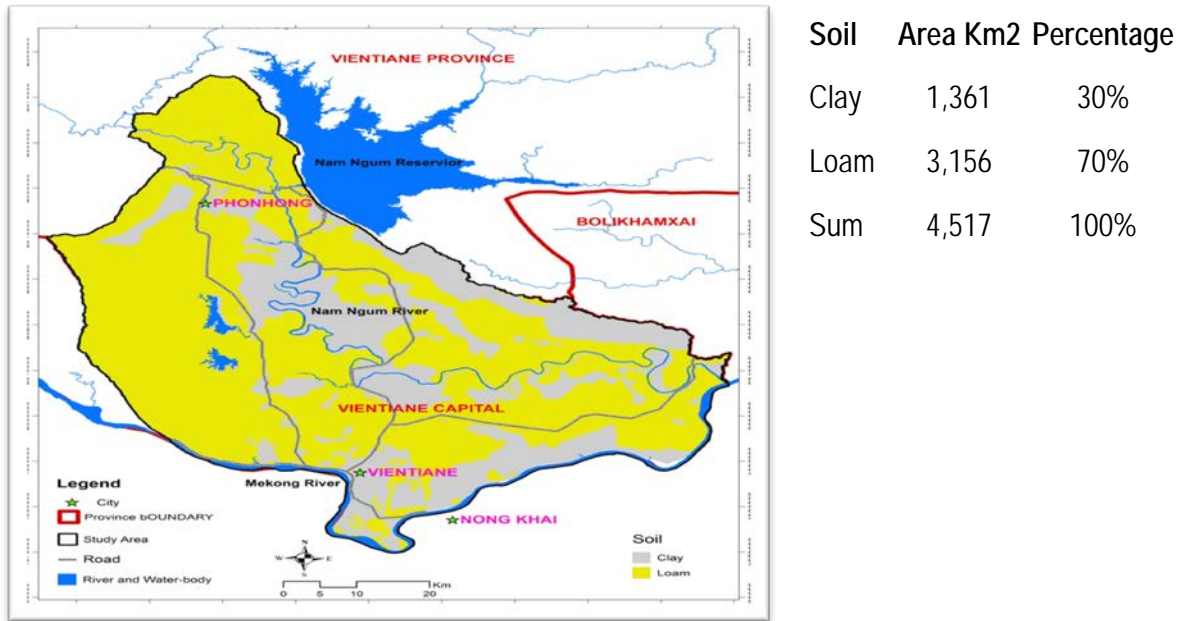 VIENTIANE PROVINCE
Nam Ngum Reservior
PHONHONG
BOLIKHAMXAI
Nam Ngum River
VIENTIANE CAPITAL
VIENTIANE
Mekong River
NONG KHAI
Legend
City
Province bOUNDARY
Study Area
Road
River and Water-body
N
W E
S
Km
0 5 10 20
Soil
Clay
Loam
Soil Area Km2 Percentage
Clay 1,361 30%
Loam 3,156 70%
Sum 4,517 100%